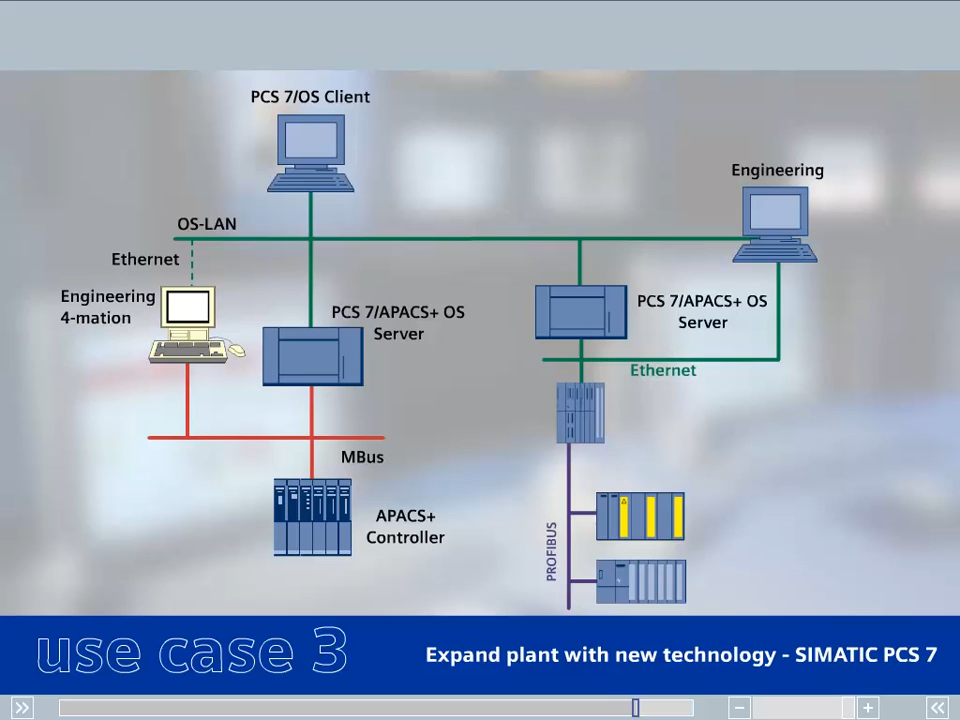 PCS 7/OS Client
Engineering
OS-LAN
Ethernet
Engineering
4-mation
PCS 7/APACS+ OS
Server
PCS 7/APACS+ OS
Server
Ethernet
MBus
APACS+
Controller
PROFIBUS
use case 3
Expand plant with new technology - SIMATIC PCS 7